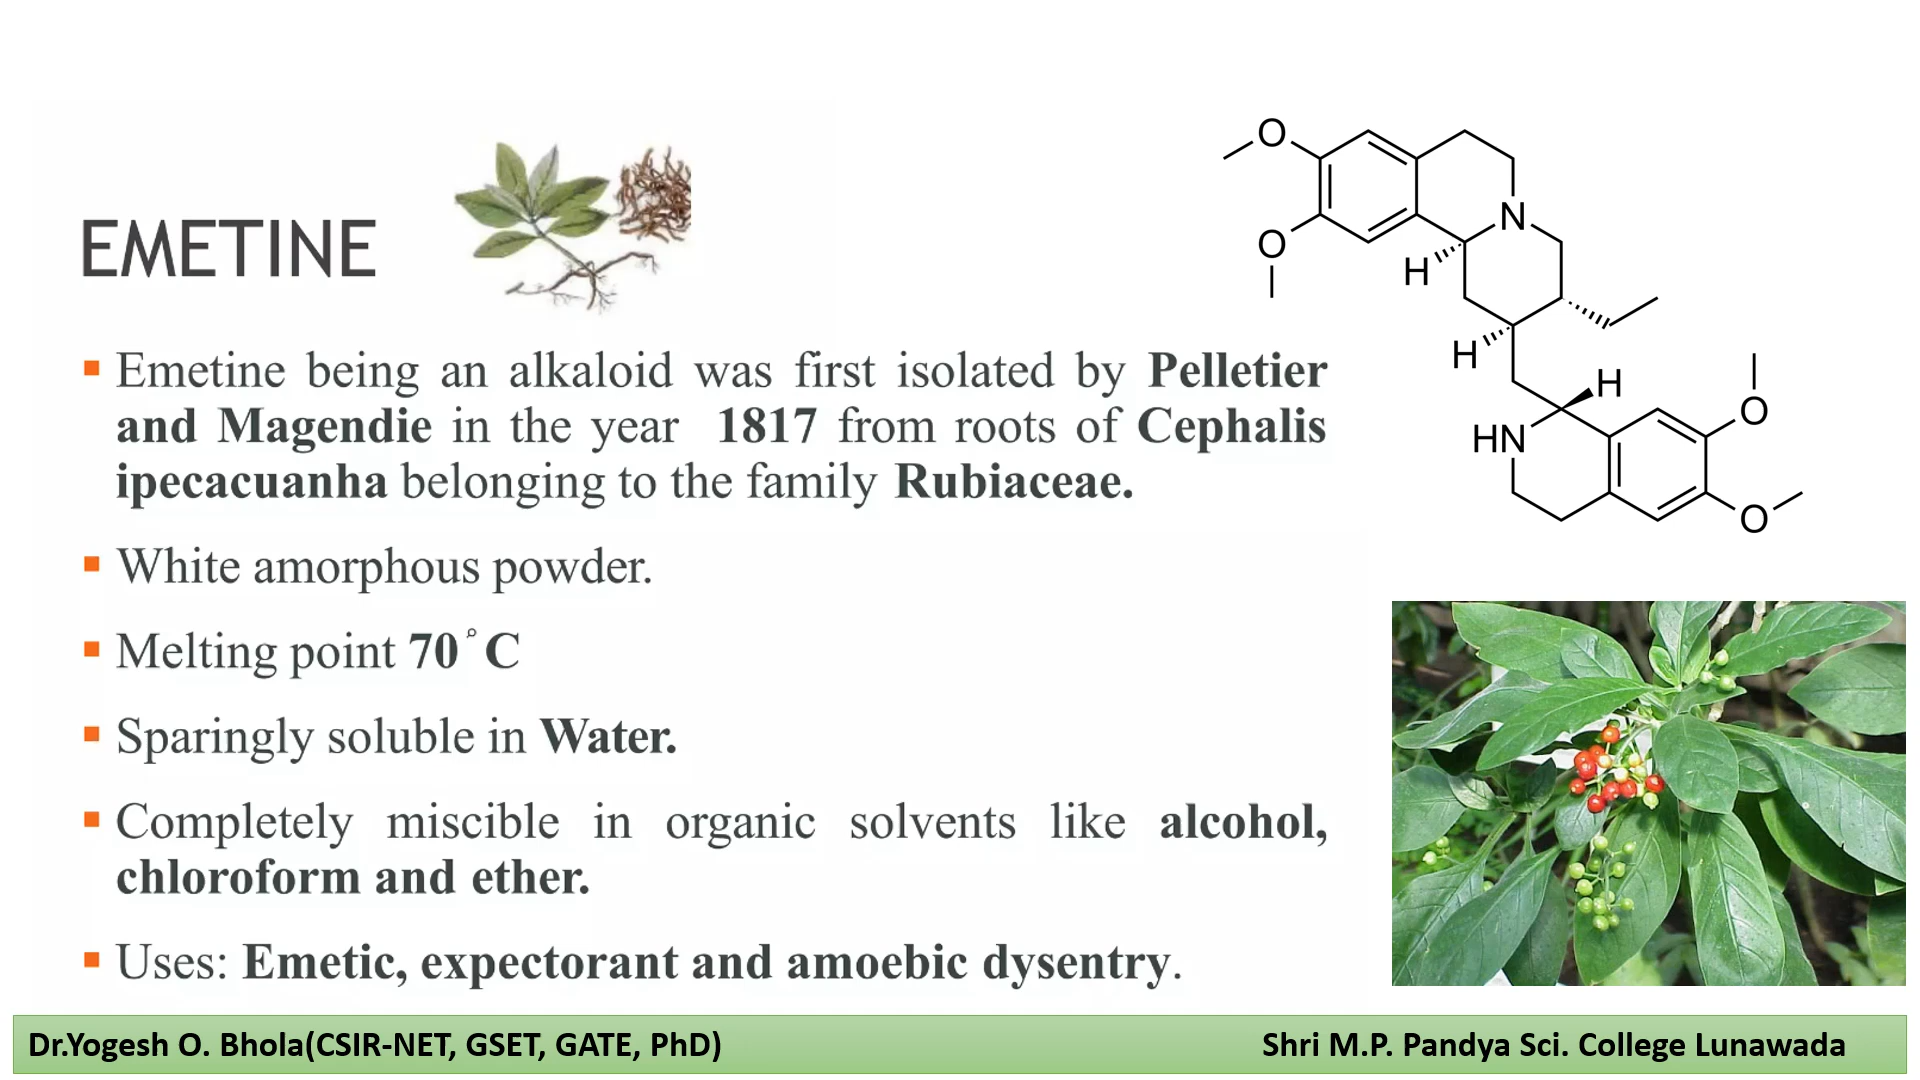 EMETINE
Emetine being an alkaloid was first isolated by Pelletier
and Magendie in the year 1817 from roots of Cephalis
ipecacuanha belonging to the family Rubiaceae.
White amorphous powder.
Melting point 70°C
Sparingly soluble in Water.
Completely miscible in organic solvents like alcohol,
chloroform and ether.
Uses: Emetic, expectorant and amoebic dysentry.
O
N
O
H
H
H
O
HN
O
Dr.Yogesh O. Bhola(CSIR-NET, GSET, GATE, PhD)
Shri M.P. Pandya Sci. College Lunawada